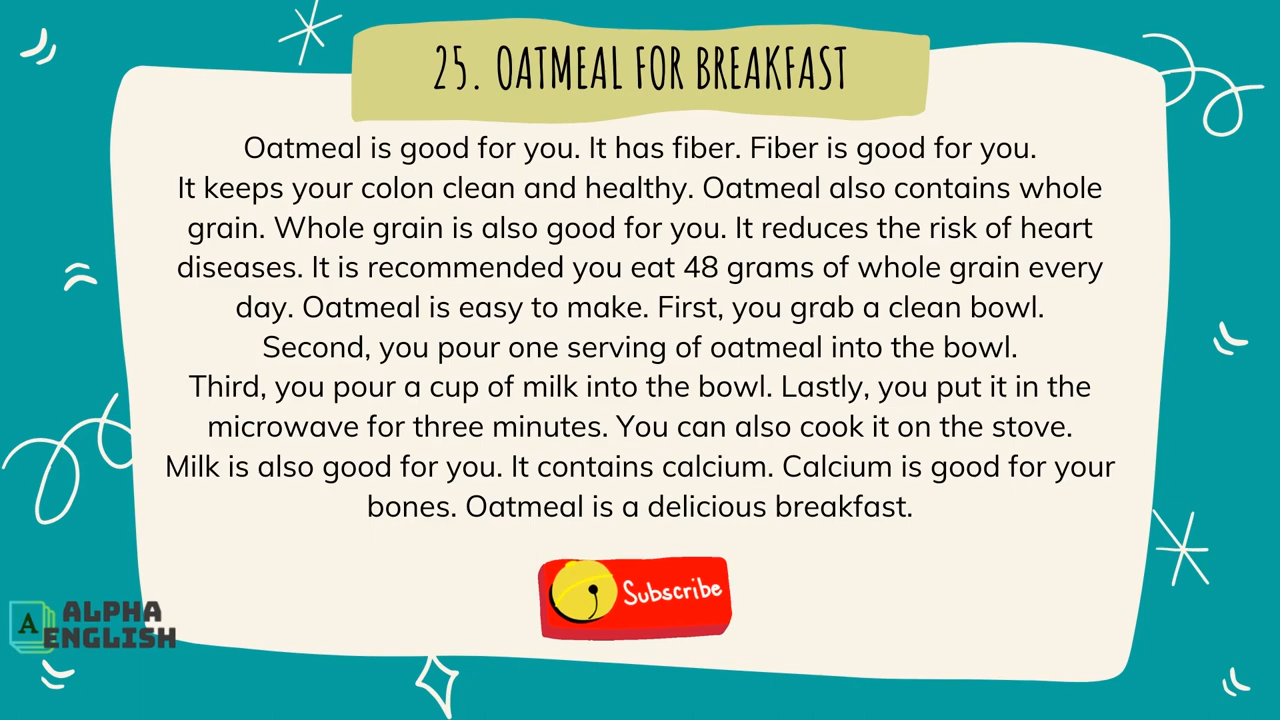 25. OATMEAL FOR BREAKFAST
Oatmeal is good for you. It has fiber. Fiber is good for you.
It keeps your colon clean and healthy. Oatmeal also contains whole
grain. Whole grain is also good for you. It reduces the risk of heart
diseases. It is recommended you eat 48 grams of whole grain every
day. Oatmeal is easy to make. First, you grab a clean bowl.
Second, you pour one serving of oatmeal into the bowl.
Third, you pour a cup of milk into the bowl. Lastly, you put it in the
microwave for three minutes. You can also cook it on the stove.
Milk is also good for you. It contains calcium. Calcium is good for your
bones. Oatmeal is a delicious breakfast.
Subscribe
A
ALPHA
ENGLISH